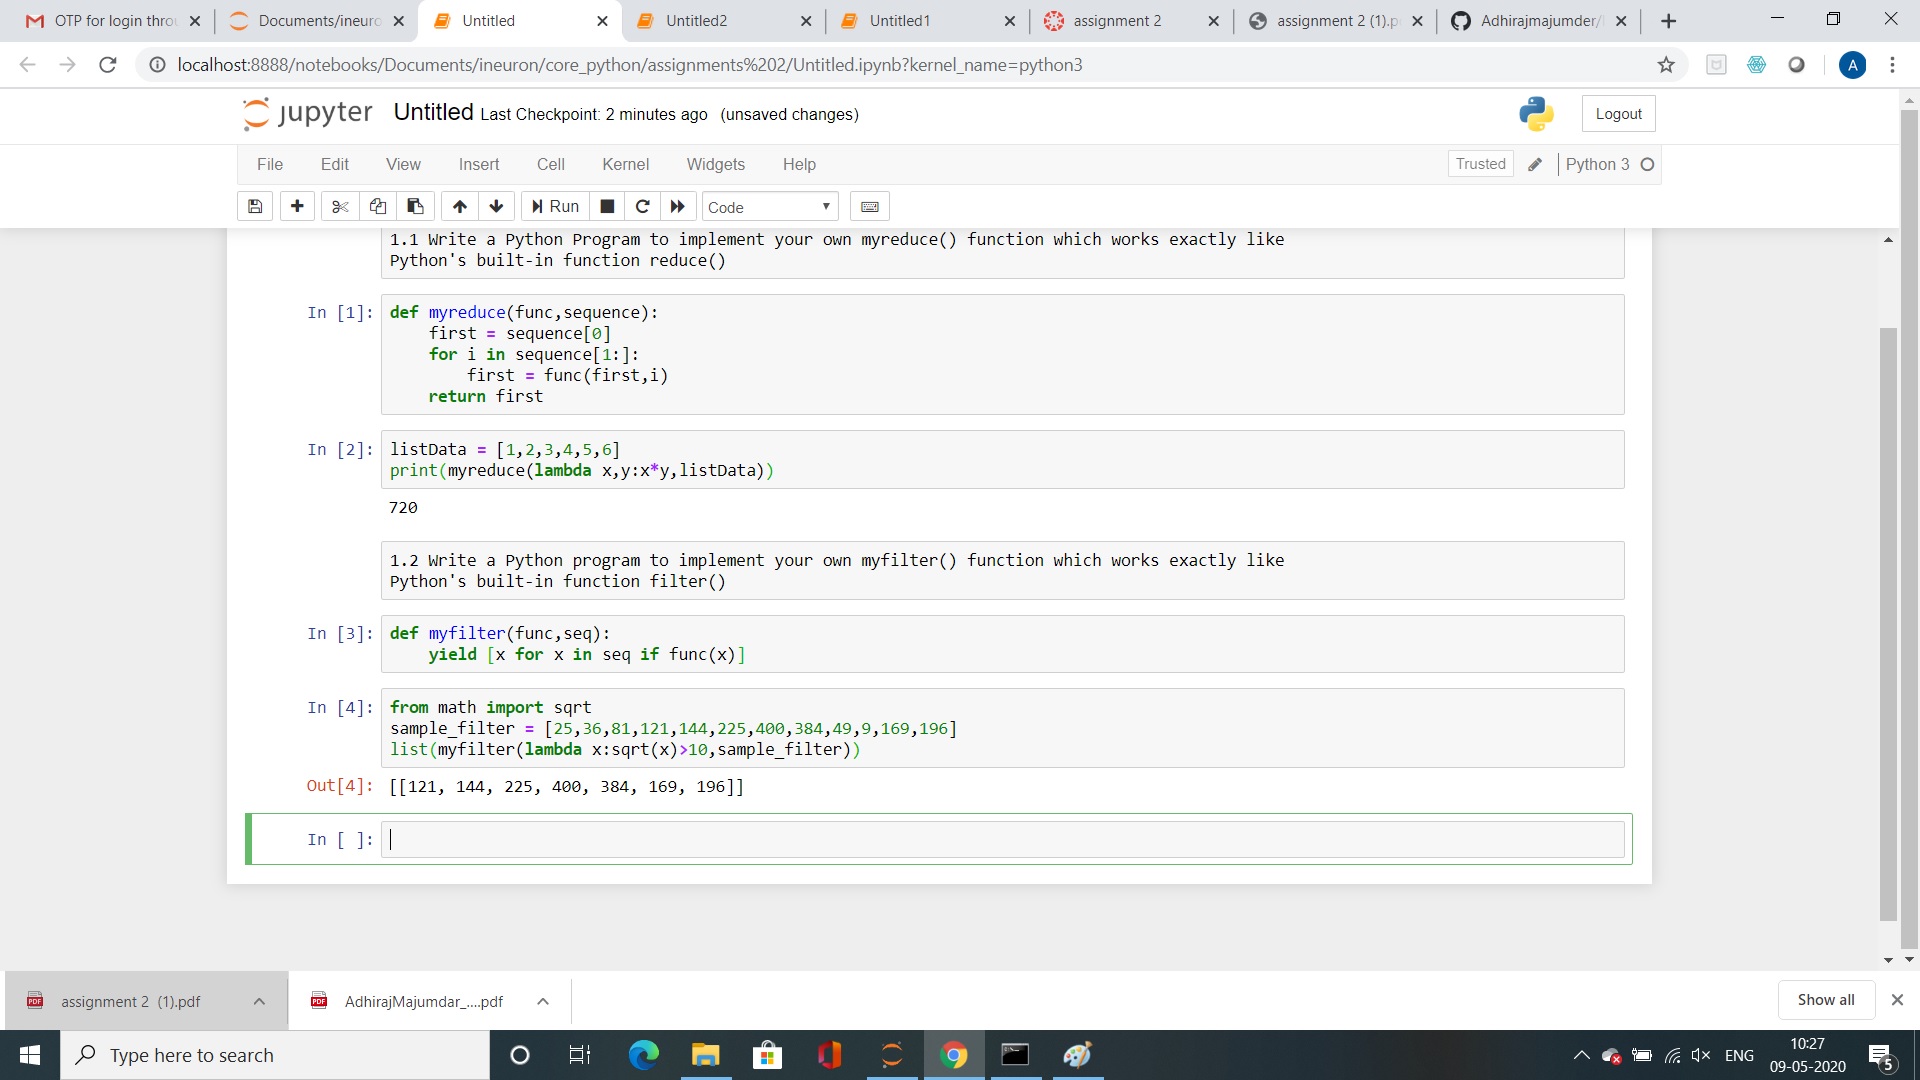 OTP for login throu
Documents/ineuro
Untitled
Untitled2
Untitled1
assignment 2
assignment 2 (1).p
Adhirajmajumder/
localhost:8888/notebooks/Documents/ineuron/core_python/assignments%202/Untitled.ipynb?kernel_name=python3
A
jupyter Untitled Last Checkpoint: 2 minutes ago (unsaved changes)
Logout
File Edit View Insert Cell Kernel Widgets Help
Trusted
Python 3
Run
Code
1.1 Write a Python Program to implement your own myreduce() function which works exactly like
Python's built-in function reduce()
In [1]: def myreduce(func,sequence):
    first = sequence[0]
    for i in sequence[1:]:
        first = func(first,i)
    return first
In [2]: listData = [1,2,3,4,5,6]
print(myreduce(lambda x,y:x*y,listData))
720
1.2 Write a Python program to implement your own myfilter() function which works exactly like
Python's built-in function filter()
In [3]: def myfilter(func,seq):
    yield [x for x in seq if func(x)]
In [4]: from math import sqrt
sample_filter = [25,36,81,121,144,225,400,384,49,9,169,196]
list(myfilter(lambda x:sqrt(x)>10,sample_filter))
Out[4]: [[121, 144, 225, 400, 384, 169, 196]]
In [ ]:
assignment 2 (1).pdf
AdhirajMajumdar_....pdf
Show all
Type here to search
ENG
10:27
09-05-2020
5